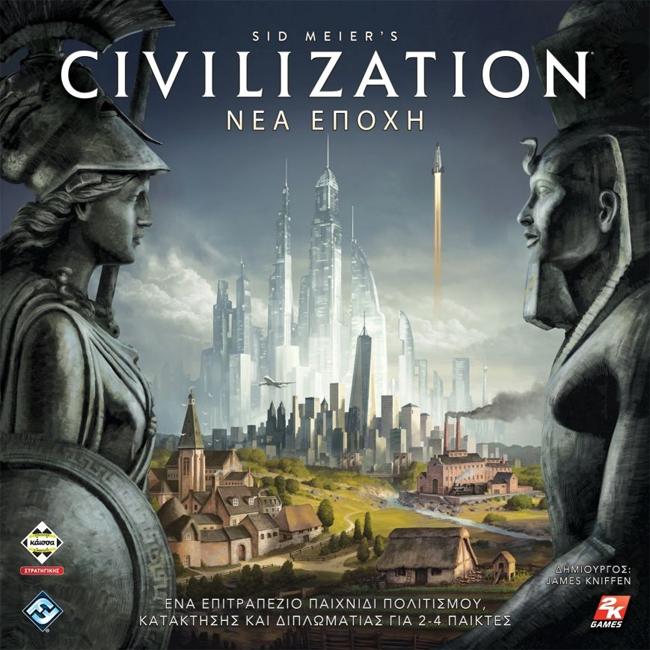 SID MEIER'S
CIVILIZATION
ΝΕΑ ΕΠΟΧΗ
κάισσα
ΣΤΡΑΤΗΓΙΚΗΣ
ΔΗΜΙΟΥΡΓΟΣ:
JAMES KNIFFEN
ΕΝΑ ΕΠΙΤΡΑΠΕΖΙΟ ΠΑΙΧΝΙΔΙ ΠΟΛΙΤΙΣΜΟΥ,
ΚΑΤΑΚΤΗΣΗΣ ΚΑΙ ΔΙΠΛΩΜΑΤΙΑΣ ΓΙΑ 2-4 ΠΑΙΚΤΕΣ
2K
GAMES